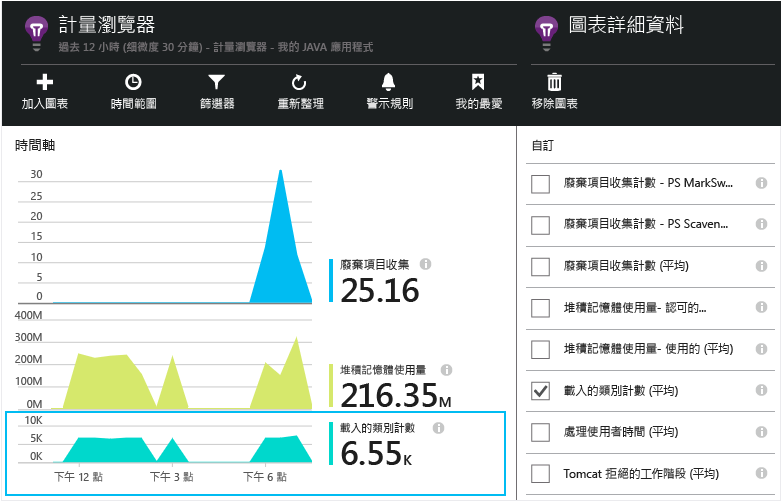 計量瀏覽器
過去 12 小時 (細微度 30 分鐘) - 計量瀏覽器 - 我的 JAVA 應用程式
加入圖表
時間範圍
篩選器
重新整理
警示規則
我的最愛
圖表詳細資料
移除圖表
時間軸
30
25
20
15
10
5
0
廢棄項目收集
25.16
400M
300M
200M
100M
0M
堆積記憶體使用量
216.35M
10K
5K
0K
載入的類別計數
6.55K
下午 12 點
下午 3 點
下午 6 點
自訂
廢棄項目收集計數 - PS MarkSw...
廢棄項目收集計數 - PS Scaven...
廢棄項目收集計數 (平均)
堆積記憶體使用量- 認可的...
堆積記憶體使用量- 使用的 (平均)
載入的類別計數 (平均)
處理使用者時間 (平均)
Tomcat 拒絕的工作階段 (平均)